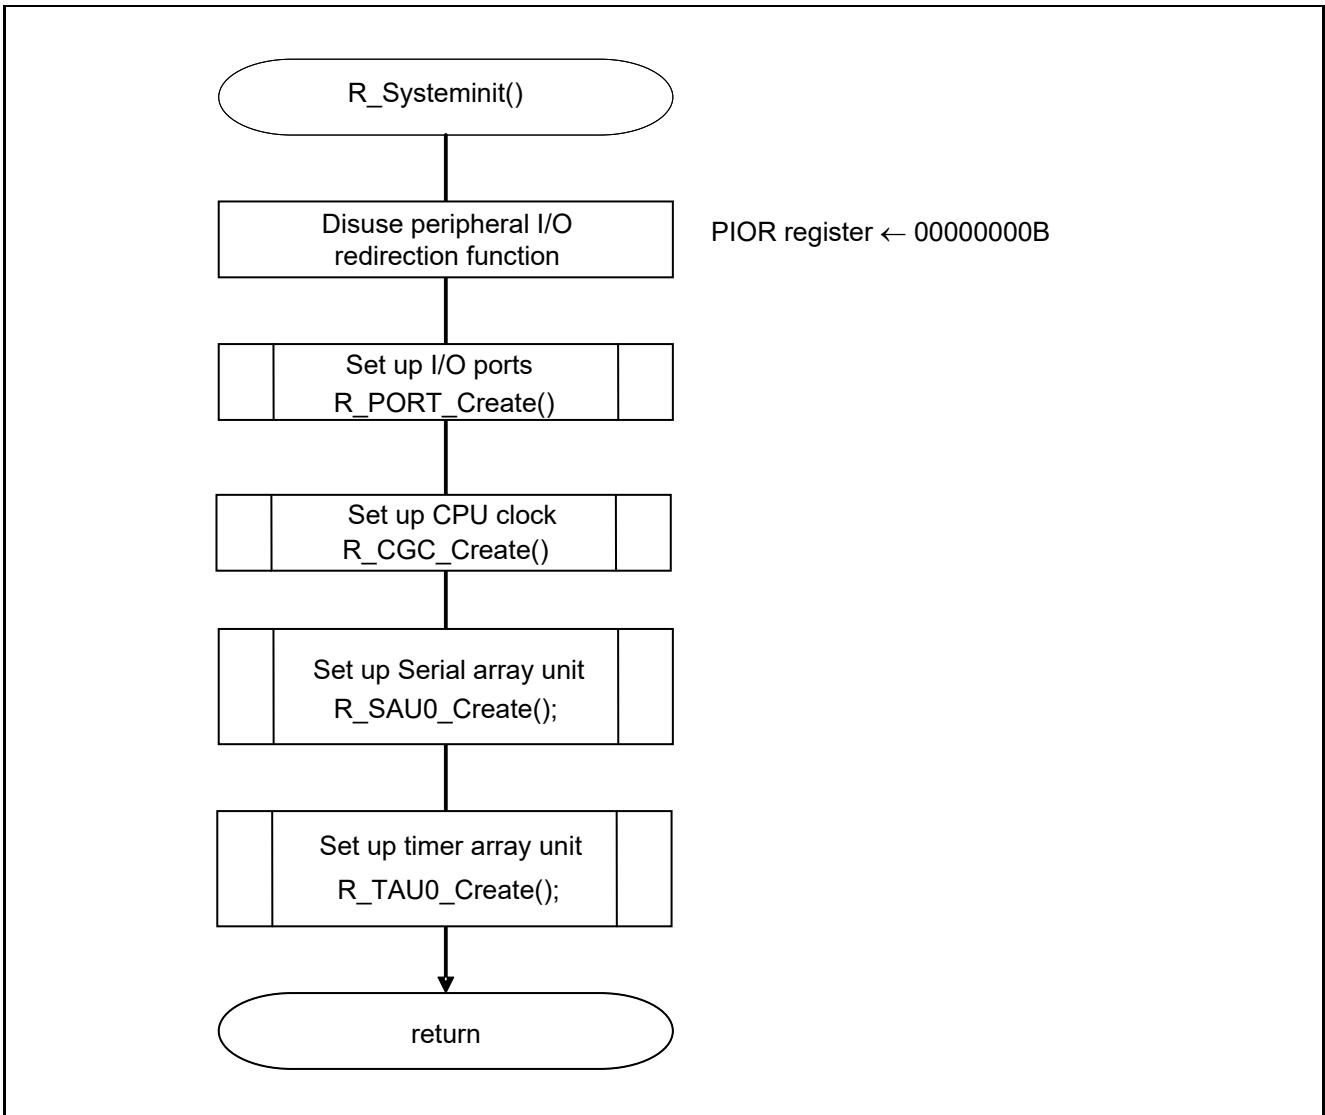 R_Systeminit()
Disuse peripheral I/O
redirection function
PIOR register ← 00000000B
Set up I/O ports
R_PORT_Create()
Set up CPU clock
R_CGC_Create()
Set up Serial array unit
R_SAU0_Create();
Set up timer array unit
R_TAU0_Create();
return